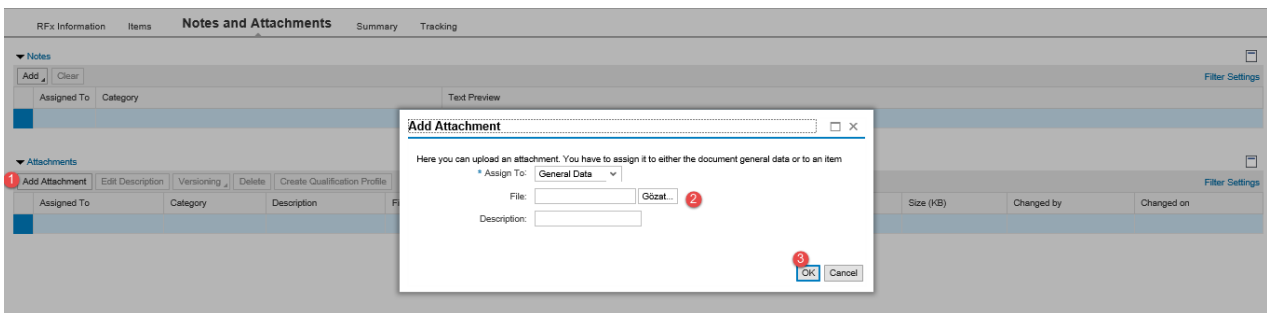 RFx Information Items Notes and Attachments Summary Tracking
Notes
Add Clear Filter Settings
Assigned To Category Text Preview
Add Attachment
Here you can upload an attachment. You have to assign it to either the document general data or to an item
* Assign To: General Data
File: Gözat... 2
Description:
3
OK Cancel
Attachments
1 Add Attachment Edit Description Versioning Delete Create Qualification Profile Filter Settings
Assigned To Category Description Fi Size (KB) Changed by Changed on